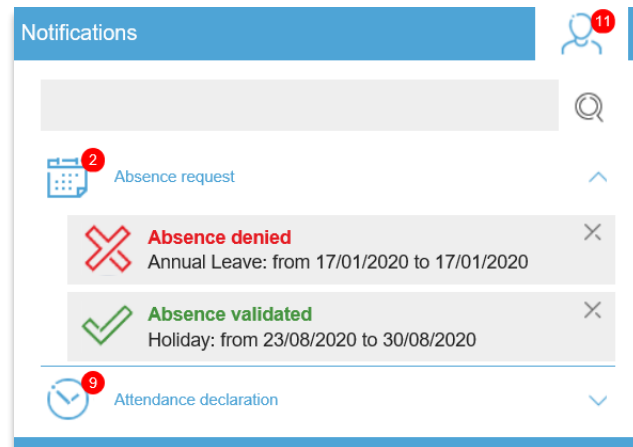 Notifications
11
2
Absence request
Absence denied
Annual Leave: from 17/01/2020 to 17/01/2020
Absence validated
Holiday: from 23/08/2020 to 30/08/2020
9
Attendance declaration